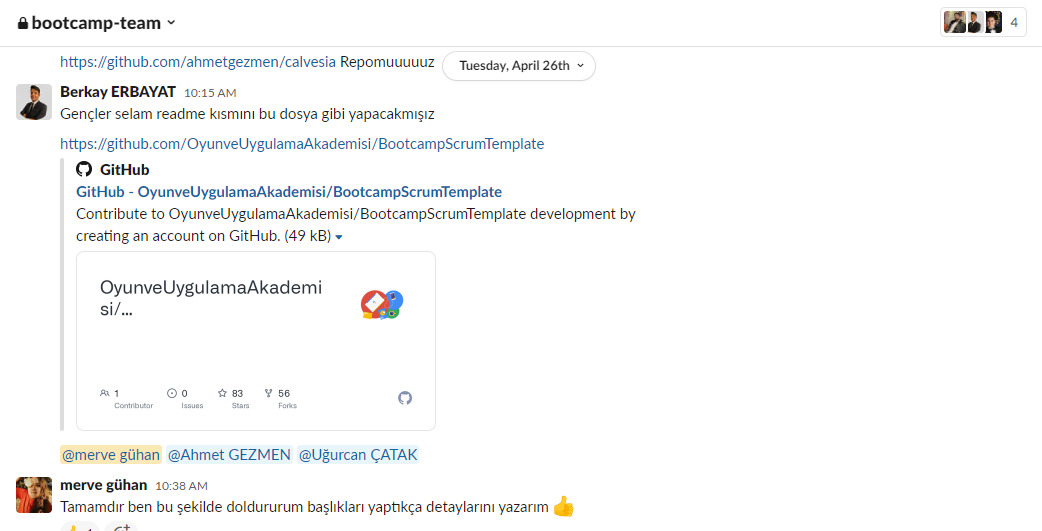 bootcamp-team
4
https://github.com/ahmetgezmen/calvesia Repomuuuuuz
Tuesday, April 26th
Berkay ERBAYAT 10:15 AM
Gençler selam readme kısmını bu dosya gibi yapacakmışız
https://github.com/OyunveUygulamaAkademisi/BootcampScrumTemplate
GitHub
GitHub - OyunveUygulamaAkademisi/BootcampScrumTemplate
Contribute to OyunveUygulamaAkademisi/BootcampScrumTemplate development by
creating an account on GitHub. (49 kB)
OyunveUygulamaAkademi
si/...
1 0 83 56
Contributor Issues Stars Forks
@merve gühan @Ahmet GEZMEN @Uğurcan ÇATAK
merve gühan 10:38 AM
Tamamdır ben bu şekilde doldururum başlıkları yaptıkça detaylarını yazarım